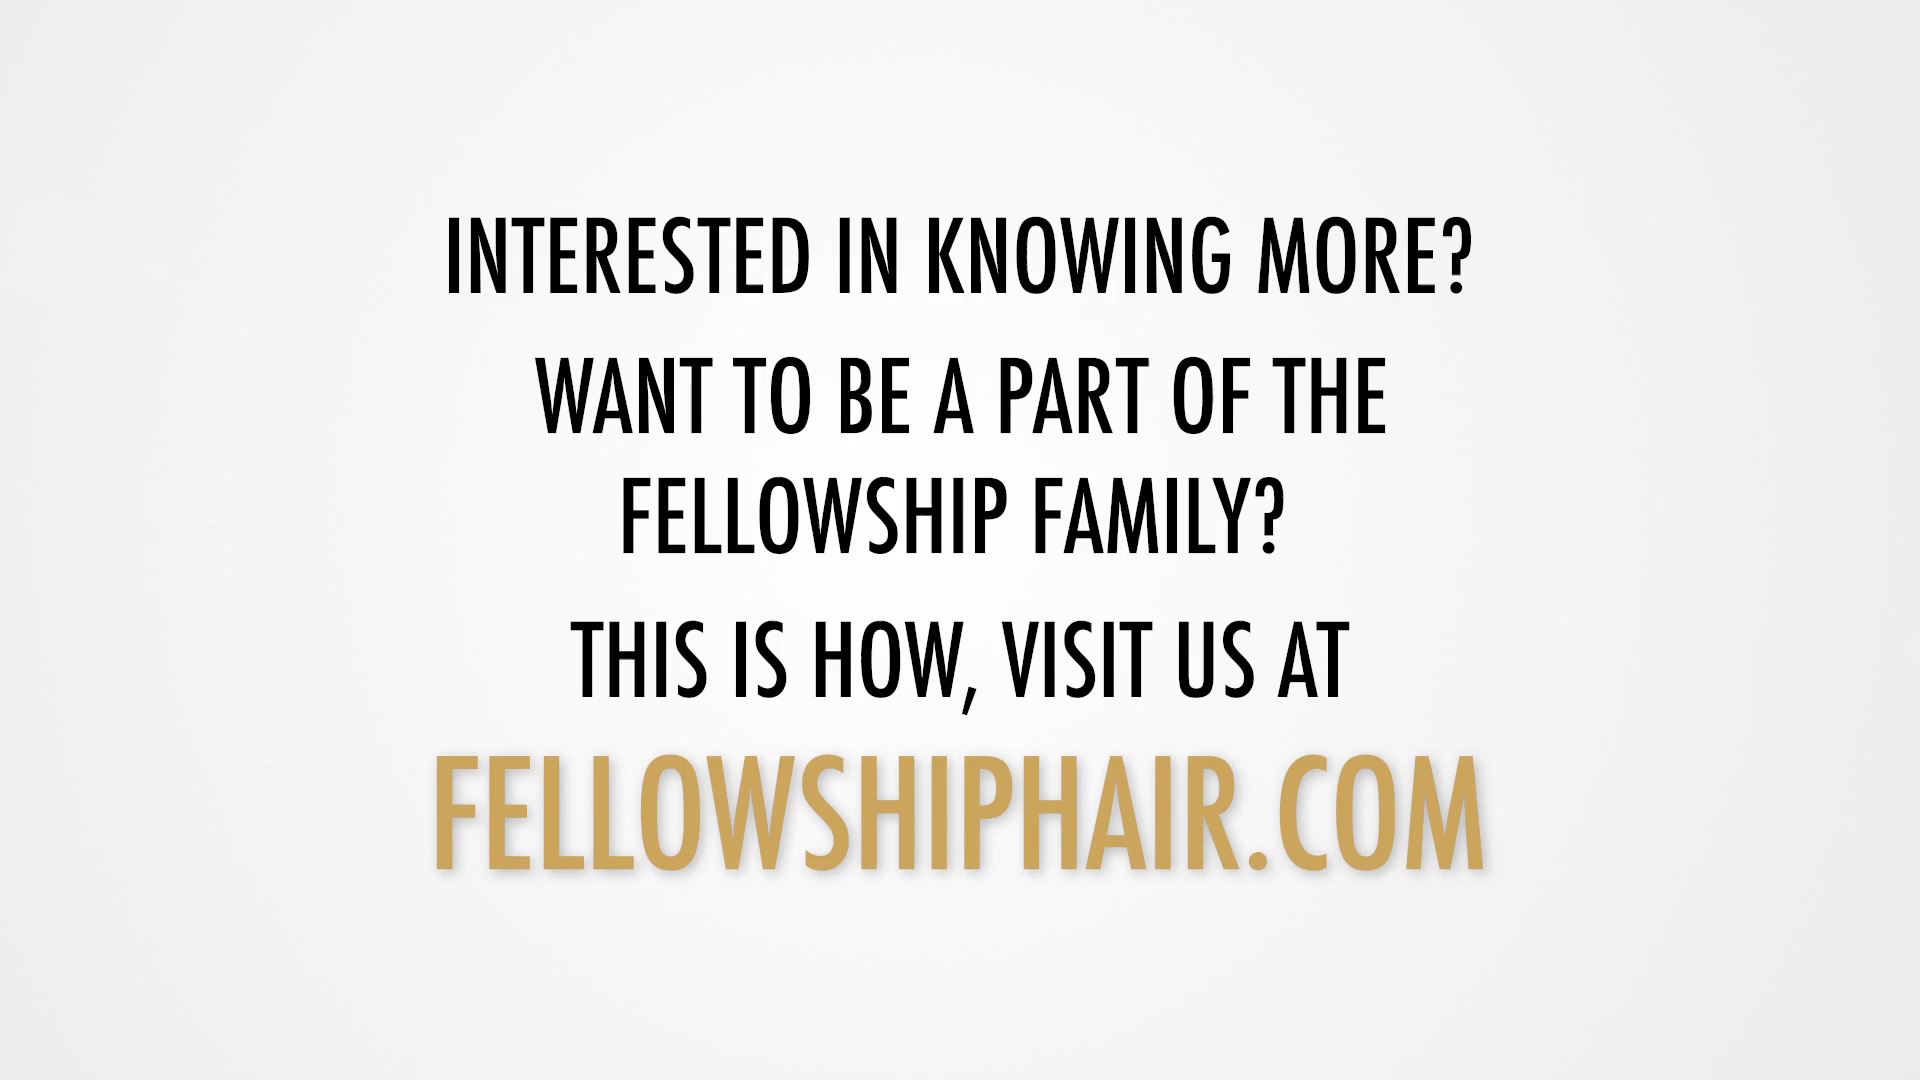 INTERESTED IN KNOWING MORE?
WANT TO BE A PART OF THE
FELLOWSHIP FAMILY?
THIS IS HOW, VISIT US AT
FELLOWSHIPHAIR.COM